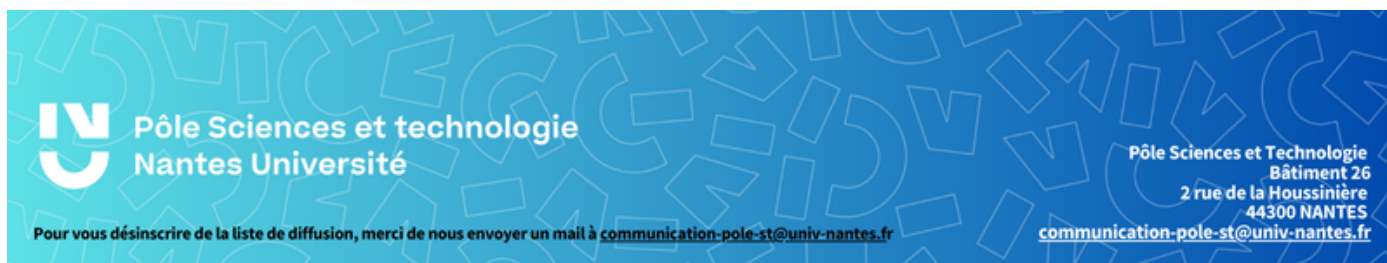 Pôle Sciences et technologie
Nantes Université
Pour vous désinscrire de la liste de diffusion, merci de nous envoyer un mail à communication-pole-st@univ-nantes.fr
Pôle Sciences et Technologie
Bâtiment 26
2 rue de la Houssinière
44300 NANTES
communication-pole-st@univ-nantes.fr